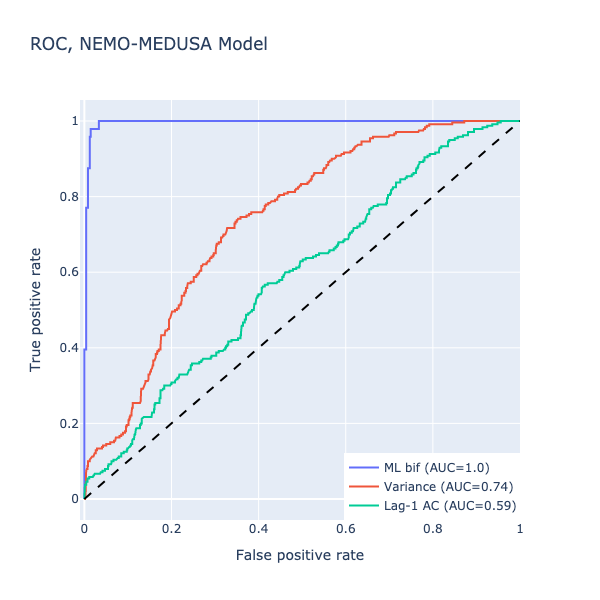 ROC, NEMO-MEDUSA Model
True positive rate
1
0.8
0.6
0.4
0.2
0
0
0.2
0.4
0.6
0.8
1
False positive rate
ML bif (AUC=1.0)
Variance (AUC=0.74)
Lag-1 AC (AUC=0.59)